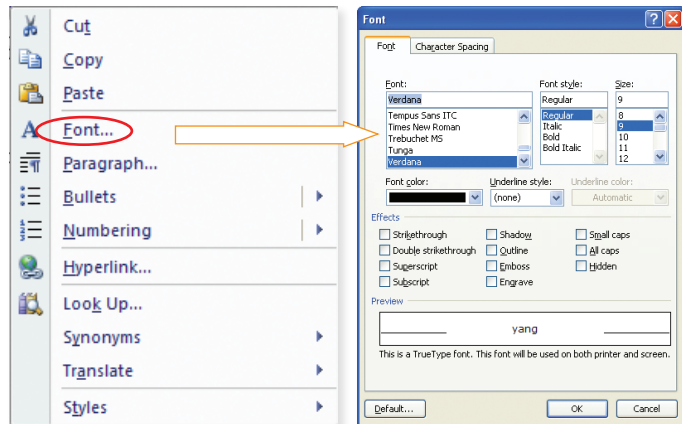 Cut
Copy
Paste
Font...
Paragraph...
Bullets
Numbering
Hyperlink...
Look Up...
Synonyms
Translate
Styles
Font
Font Character Spacing
Font: Font style: Size:
Verdana Regular 9
Tempus Sans ITC Regular 8
Times New Roman Italic 9
Trebuchet MS Bold 10
Tunga Bold Italic 11
Verdana 12
Font color: Underline style: Underline color:
(none) Automatic
Effects
Strikethrough Shadow Small caps
Double strikethrough Outline All caps
Superscript Emboss Hidden
Subscript Engrave
Preview
yang
This is a TrueType font. This font will be used on both printer and screen.
Default... OK Cancel